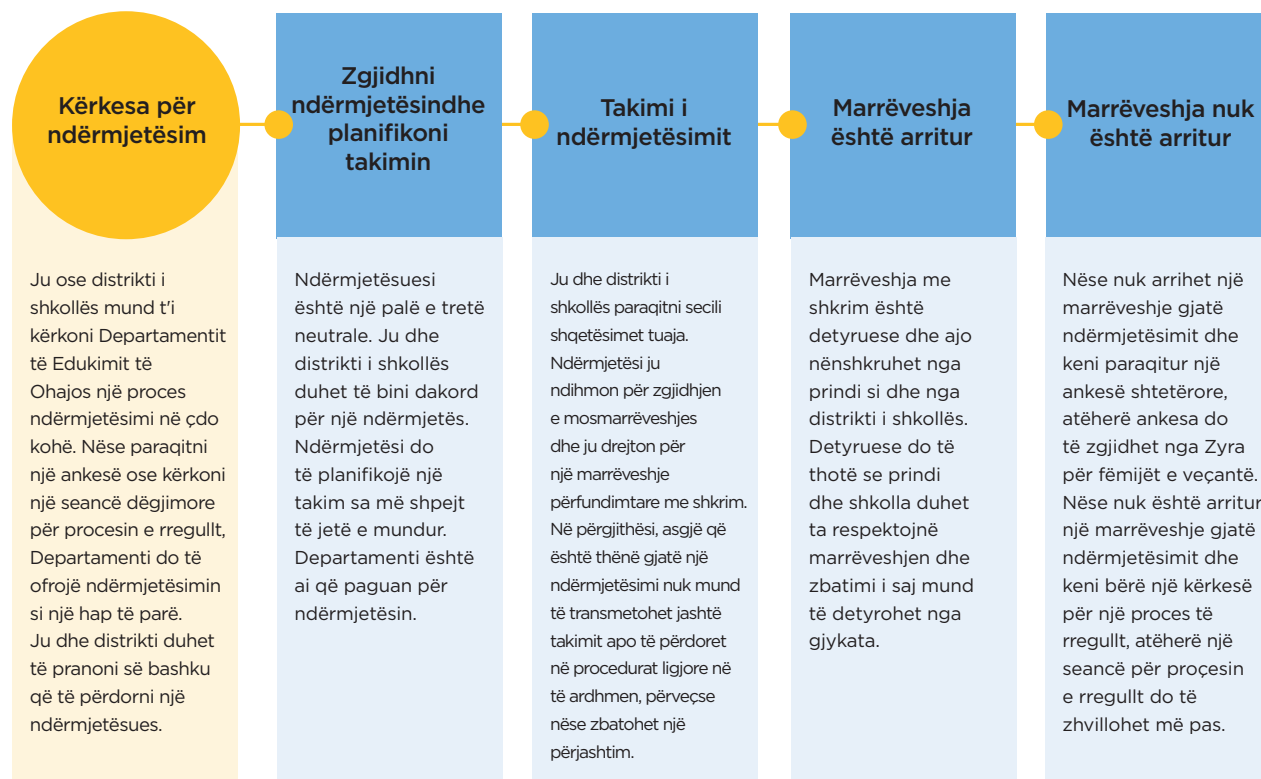 Kërkesa për
ndërmjetësim
Ju ose distrikti i
shkollës mund t'i
kërkoni Departamentit
të Edukimit të
Ohajos një proces
ndërmjetësimi në çdo
kohë. Nëse paraqitni
një ankesë ose kërkoni
një seancë dëgjimore
për procesin e rregullt,
Departamenti do të
ofrojë ndërmjetësimin
si një hap të parë.
Ju dhe distrikti duhet
të pranoni së bashku
që të përdorni një
ndërmjetësues.
Zgjidhni
ndërmjetësindhe
planifikoni
takimin
Ndërmjetësuesi
është një palë e tretë
neutrale. Ju dhe
distrikti i shkollës
duhet të bini dakord
për një ndërmjetës.
Ndërmjetësi do
të planifikojë një
takim sa më shpejt
të jetë e mundur.
Departamenti është
ai që paguan për
ndërmjetësin.
Takimi i
ndërmjetësimit
Ju dhe distrikti i
shkollës paraqitni secili
shqetësimet tuaja.
Ndërmjetësi ju
ndihmon për zgjidhjen
e mosmarrëveshjes
dhe ju drejton për
një marrëveshje
përfundimtare me shkrim.
Në përgjithësi, asgjë që
është thënë gjatë një
ndërmjetësimi nuk mund
të transmetohet jashtë
takimit apo të përdoret
në procedurat ligjore në
të ardhmen, përveçse
nëse zbatohet një
përjashtim.
Marrëveshja
është arritur
Marrëveshja me
shkrim është
detyruese dhe ajo
nënshkruhet nga
prindi si dhe nga
distrikti i shkollës.
Detyruese do të
thotë se prindi
dhe shkolla duhet
ta respektojnë
marrëveshjen dhe
zbatimi i saj mund
të detyrohet nga
gjykata.
Marrëveshja nuk
është arritur
Nëse nuk arrihet një
marrëveshje gjatë
ndërmjetësimit dhe
keni paraqitur një
ankesë shtetërore,
atëherë ankesa do
të zgjidhet nga Zyra
për fëmijët e veçantë.
Nëse nuk është arritur
një marrëveshje gjatë
ndërmjetësimit dhe
keni bërë një kërkesë
për një proces të
rregullt, atëherë një
seancë për proçesin
e rregullt do të
zhvillohet më pas.